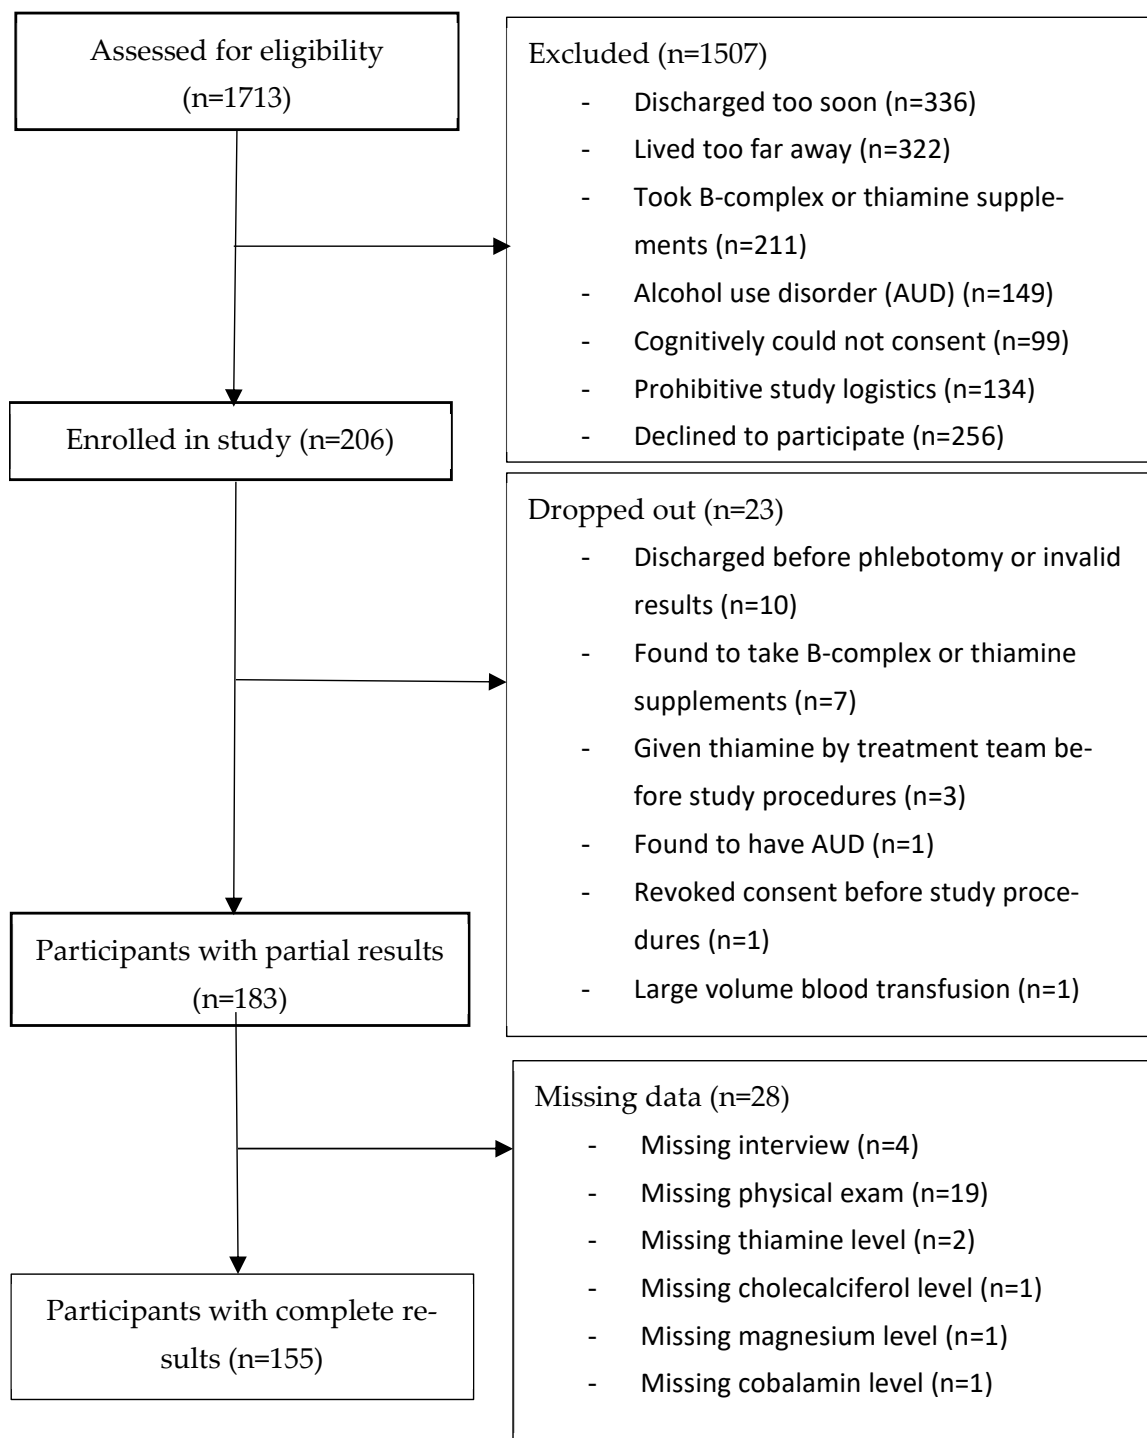 Assessed for eligibility
(n=1713)
Excluded (n=1507)
- Discharged too soon (n=336)
- Lived too far away (n=322)
- Took B-complex or thiamine supple-
ments (n=211)
- Alcohol use disorder (AUD) (n=149)
- Cognitively could not consent (n=99)
- Prohibitive study logistics (n=134)
- Declined to participate (n=256)
Enrolled in study (n=206)
Dropped out (n=23)
- Discharged before phlebotomy or invalid
results (n=10)
- Found to take B-complex or thiamine
supplements (n=7)
- Given thiamine by treatment team be-
fore study procedures (n=3)
- Found to have AUD (n=1)
- Revoked consent before study proce-
dures (n=1)
- Large volume blood transfusion (n=1)
Participants with partial results
(n=183)
Missing data (n=28)
- Missing interview (n=4)
- Missing physical exam (n=19)
- Missing thiamine level (n=2)
- Missing cholecalciferol level (n=1)
- Missing magnesium level (n=1)
- Missing cobalamin level (n=1)
Participants with complete re-
sults (n=155)